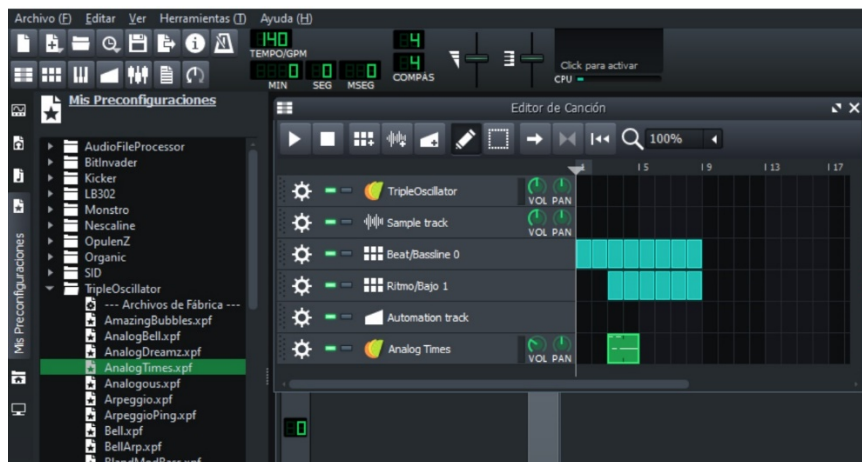 Archivo (F) Editar Ver Herramientas (T) Ayuda (H)
140
TEMPO/GPM
4
4
COMPÁS
0 0 0
MIN SEG MSEG
Click para activar
CPU
Mis Preconfiguraciones
Mis Preconfiguraciones
AudioFileProcessor
BitInvader
Kicker
LB302
Monstro
Nescaline
OpulenZ
Organic
SID
TripleOscillator
--- Archivos de Fábrica ---
AmazingBubbles.xpf
AnalogBell.xpf
AnalogDreamz.xpf
AnalogTimes.xpf
Analogous.xpf
Arpeggio.xpf
ArpeggioPing.xpf
Bell.xpf
BellArp.xpf
BlendModBass.xpf
Editor de Canción
100%
1 5 9 13 17
TripleOscillator VOL PAN
Sample track VOL PAN
Beat/Bassline 0
Ritmo/Bajo 1
Automation track
Analog Times VOL PAN
0